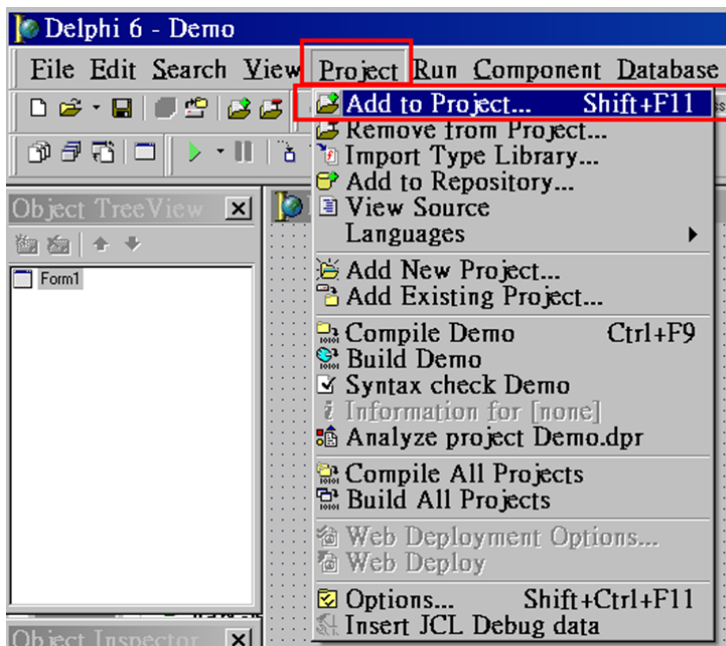 Delphi 6 - Demo
File Edit Search View Project Run Component Database
Add to Project... Shift+F11
Remove from Project...
Import Type Library...
Add to Repository...
Object TreeView
View Source
Languages
Form1
Add New Project...
Add Existing Project...
Compile Demo Ctrl+F9
Build Demo
Syntax check Demo
Information for [none]
Analyze project Demo.dpr
Compile All Projects
Build All Projects
Web Deployment Options...
Web Deploy
Options... Shift+Ctrl+F11
Insert JCL Debug data
Object Inspector